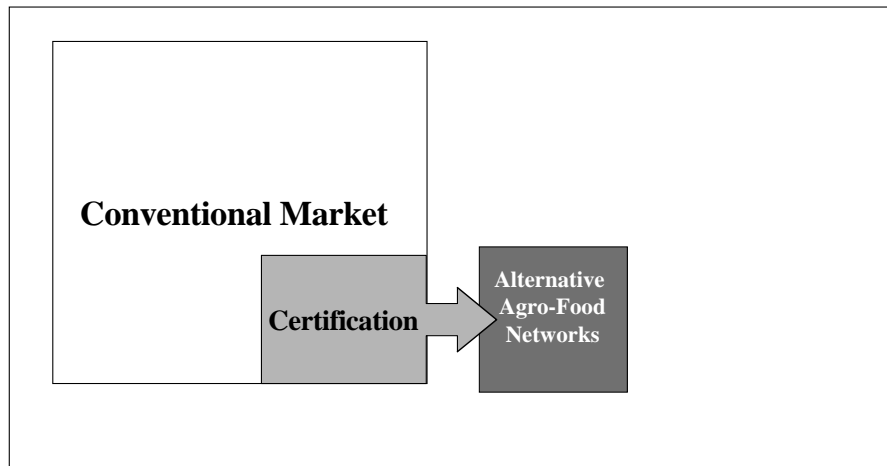 Conventional Market
Certification
Alternative
Agro-Food
Networks